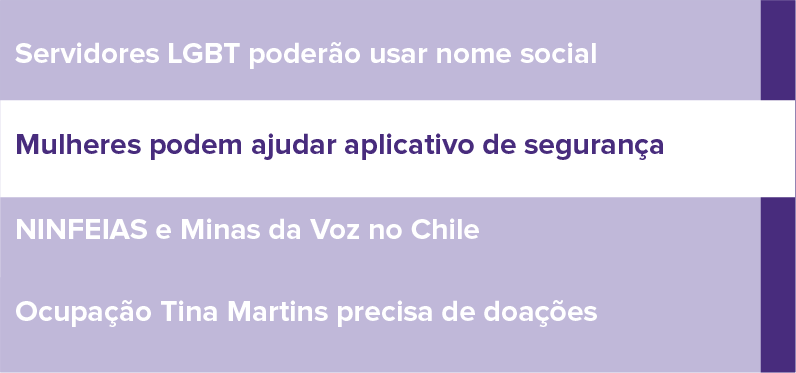 Servidores LGBT poderão usar nome social
Mulheres podem ajudar aplicativo de segurança
NINFEIAS e Minas da Voz no Chile
Ocupação Tina Martins precisa de doações